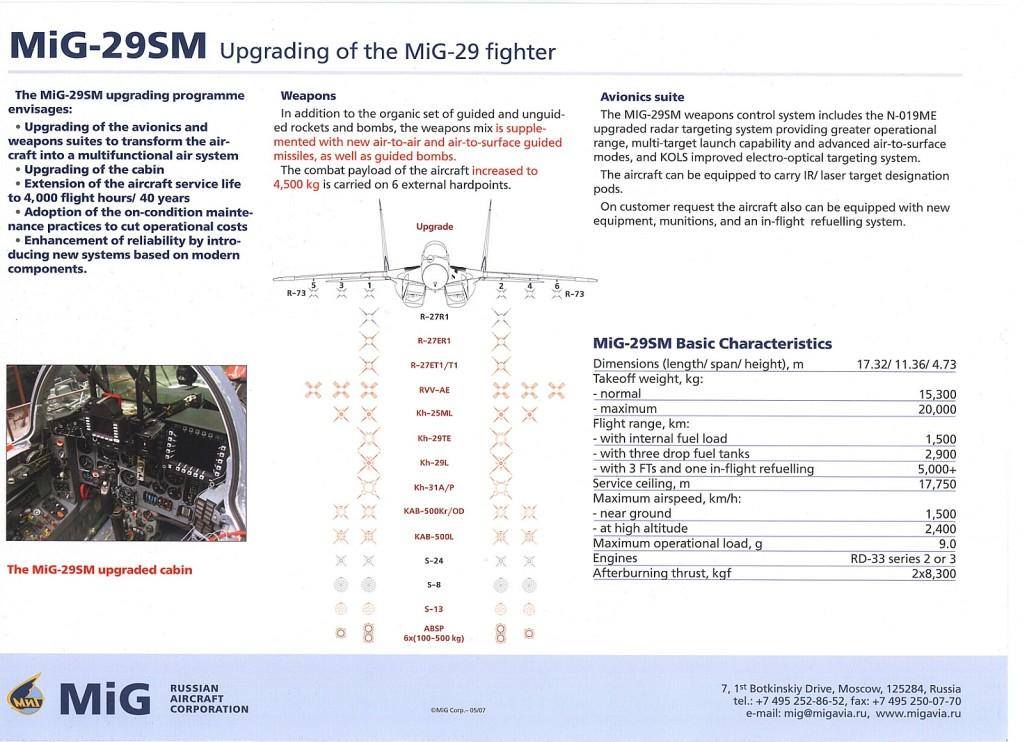 MiG-29SM Upgrading of the MiG-29 fighter
The MiG-29SM upgrading programme
envisages:
• Upgrading of the avionics and
weapons suites to transform the air-
craft into a multifunctional air system
• Upgrading of the cabin
• Extension of the aircraft service life
to 4,000 flight hours/ 40 years
• Adoption of the on-condition mainte-
nance practices to cut operational costs
• Enhancement of reliability by intro-
ducing new systems based on modern
components.
The MiG-29SM upgraded cabin
Weapons
In addition to the organic set of guided and unguid-
ed rockets and bombs, the weapons mix is supple-
mented with new air-to-air and air-to-surface guided
missiles, as well as guided bombs.
The combat payload of the aircraft increased to
4,500 kg is carried on 6 external hardpoints.
Upgrade
5 3 1 2 4 6
R-73 R-73
R-27R1
R-27ER1
R-27ET1/T1
RVV-AE
Kh-25ML
Kh-29TE
Kh-29L
Kh-31A/P
KAB-500Kr/OD
KAB-500L
S-24
S-8
S-13
ABSP
6x(100-500 kg)
Avionics suite
The MIG-29SM weapons control system includes the N-019ME
upgraded radar targeting system providing greater operational
range, multi-target launch capability and advanced air-to-surface
modes, and KOLS improved electro-optical targeting system.
The aircraft can be equipped to carry IR/ laser target designation
pods.
On customer request the aircraft also can be equipped with new
equipment, munitions, and an in-flight refuelling system.
MiG-29SM Basic Characteristics
Dimensions (length/ span/ height), m 17.32/ 11.36/ 4.73
Takeoff weight, kg:
- normal 15,300
- maximum 20,000
Flight range, km:
- with internal fuel load 1,500
- with three drop fuel tanks 2,900
- with 3 FTs and one in-flight refuelling 5,000+
Service ceiling, m 17,750
Maximum airspeed, km/h:
- near ground 1,500
- at high altitude 2,400
Maximum operational load, g 9.0
Engines RD-33 series 2 or 3
Afterburning thrust, kgf 2x8,300
МиГ
MiG
RUSSIAN
AIRCRAFT
CORPORATION
©MiG Corp.– 05/07
7, 1st Botkinskiy Drive, Moscow, 125284, Russia
tel.: +7 495 252-86-52, fax: +7 495 250-07-70
e-mail: mig@migavia.ru, www.migavia.ru